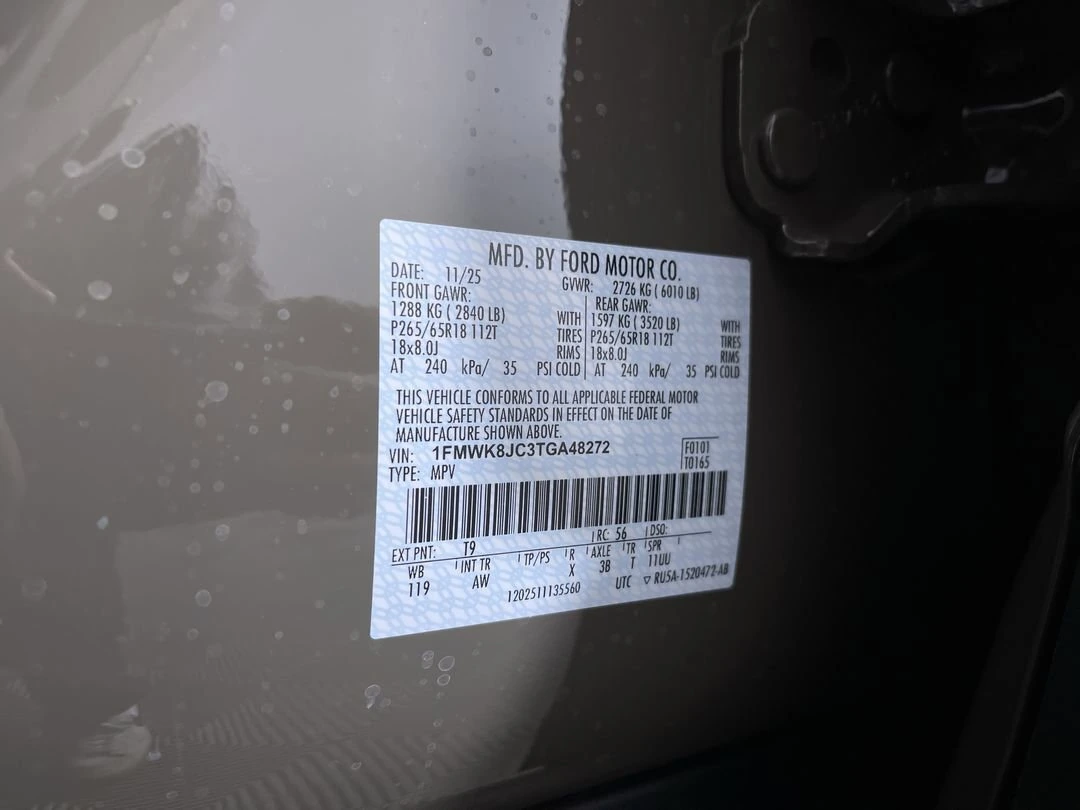 MFD. BY FORD MOTOR CO.
DATE: 11/25 GVWR: 2726 KG ( 6010 LB)
FRONT GAWR: REAR GAWR:
1288 KG ( 2840 LB) WITH 1597 KG ( 3520 LB) WITH
P265/65R18 112T TIRES P265/65R18 112T TIRES
18x8.0J RIMS 18x8.0J RIMS
AT 240 kPa/ 35 PSI COLD AT 240 kPa/ 35 PSI COLD
THIS VEHICLE CONFORMS TO ALL APPLICABLE FEDERAL MOTOR
VEHICLE SAFETY STANDARDS IN EFFECT ON THE DATE OF
MANUFACTURE SHOWN ABOVE.
VIN: 1FMWK8JC3TGA48272 F0101
TYPE: MPV T0165
EXT PNT: T9 RC: 56 DSO:
WB INT TR TP/PS R AXLE TR SPR
119 AW X 3B T 11UU
1202511135560 UTC ▽ RU5A-1520472-AB